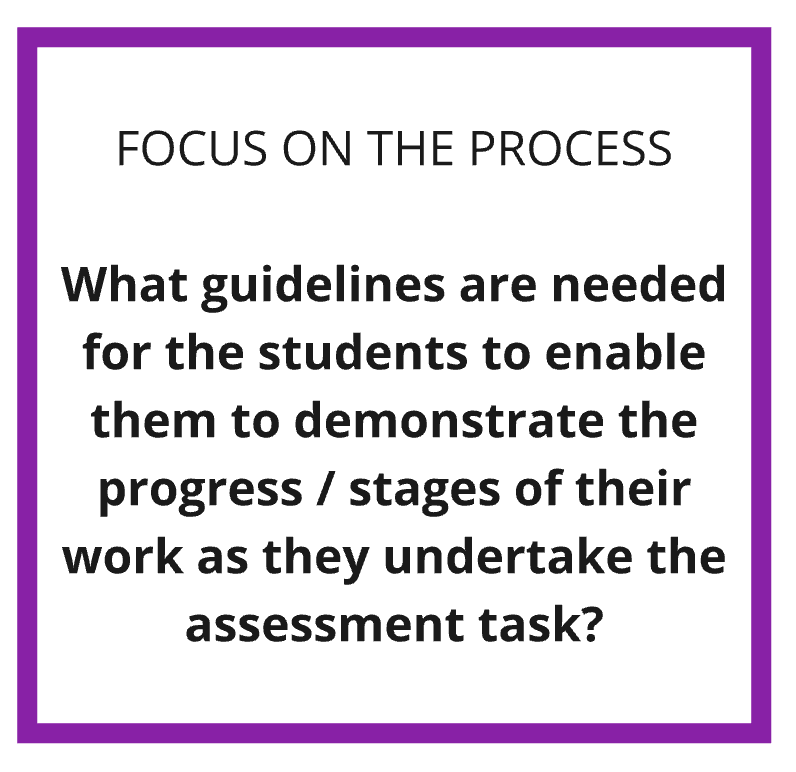 FOCUS ON THE PROCESS
What guidelines are needed
for the students to enable
them to demonstrate the
progress / stages of their
work as they undertake the
assessment task?